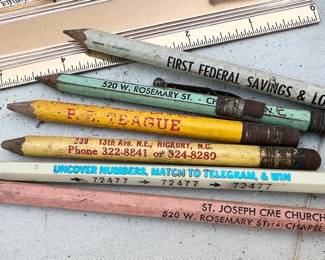 FIRST FEDERAL SAVINGS & LO
520 W. ROSEMARY ST. CH N.C.
P. E. TEAGUE
238 13th Ave. N.E., HICKORY, N.C.
Phone 322-8841 or 324-8280
UNCOVER NUMBERS, MATCH TO TELEGRAM, & WIN
→ 72477 → 72477 → 72477
ST. JOSEPH CME CHURCH
520 W. ROSEMARY ST. CHAPEL